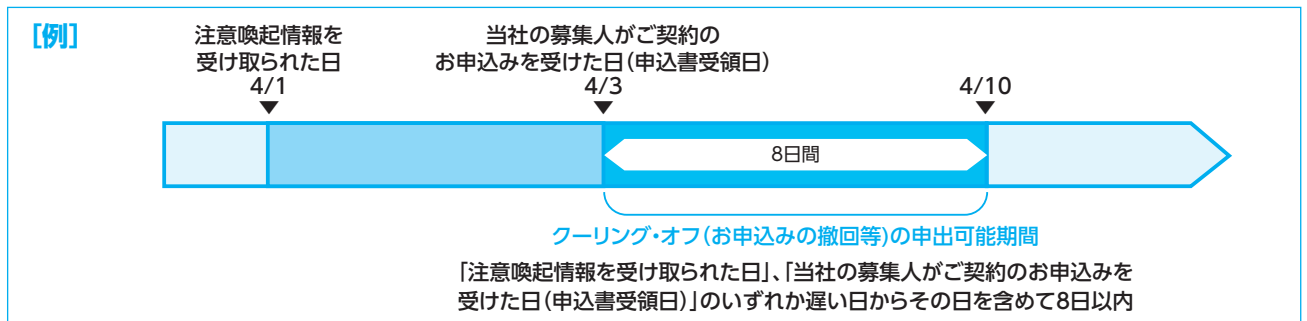 ［例］
注意喚起情報を
受け取られた日
4/1
当社の募集人がご契約の
お申込みを受けた日（申込書受領日）
4/3
4/10
8日間
クーリング・オフ（お申込みの撤回等）の申出可能期間
「注意喚起情報を受け取られた日」、「当社の募集人がご契約のお申込みを
受けた日（申込書受領日）」のいずれか遅い日からその日を含めて8日以内